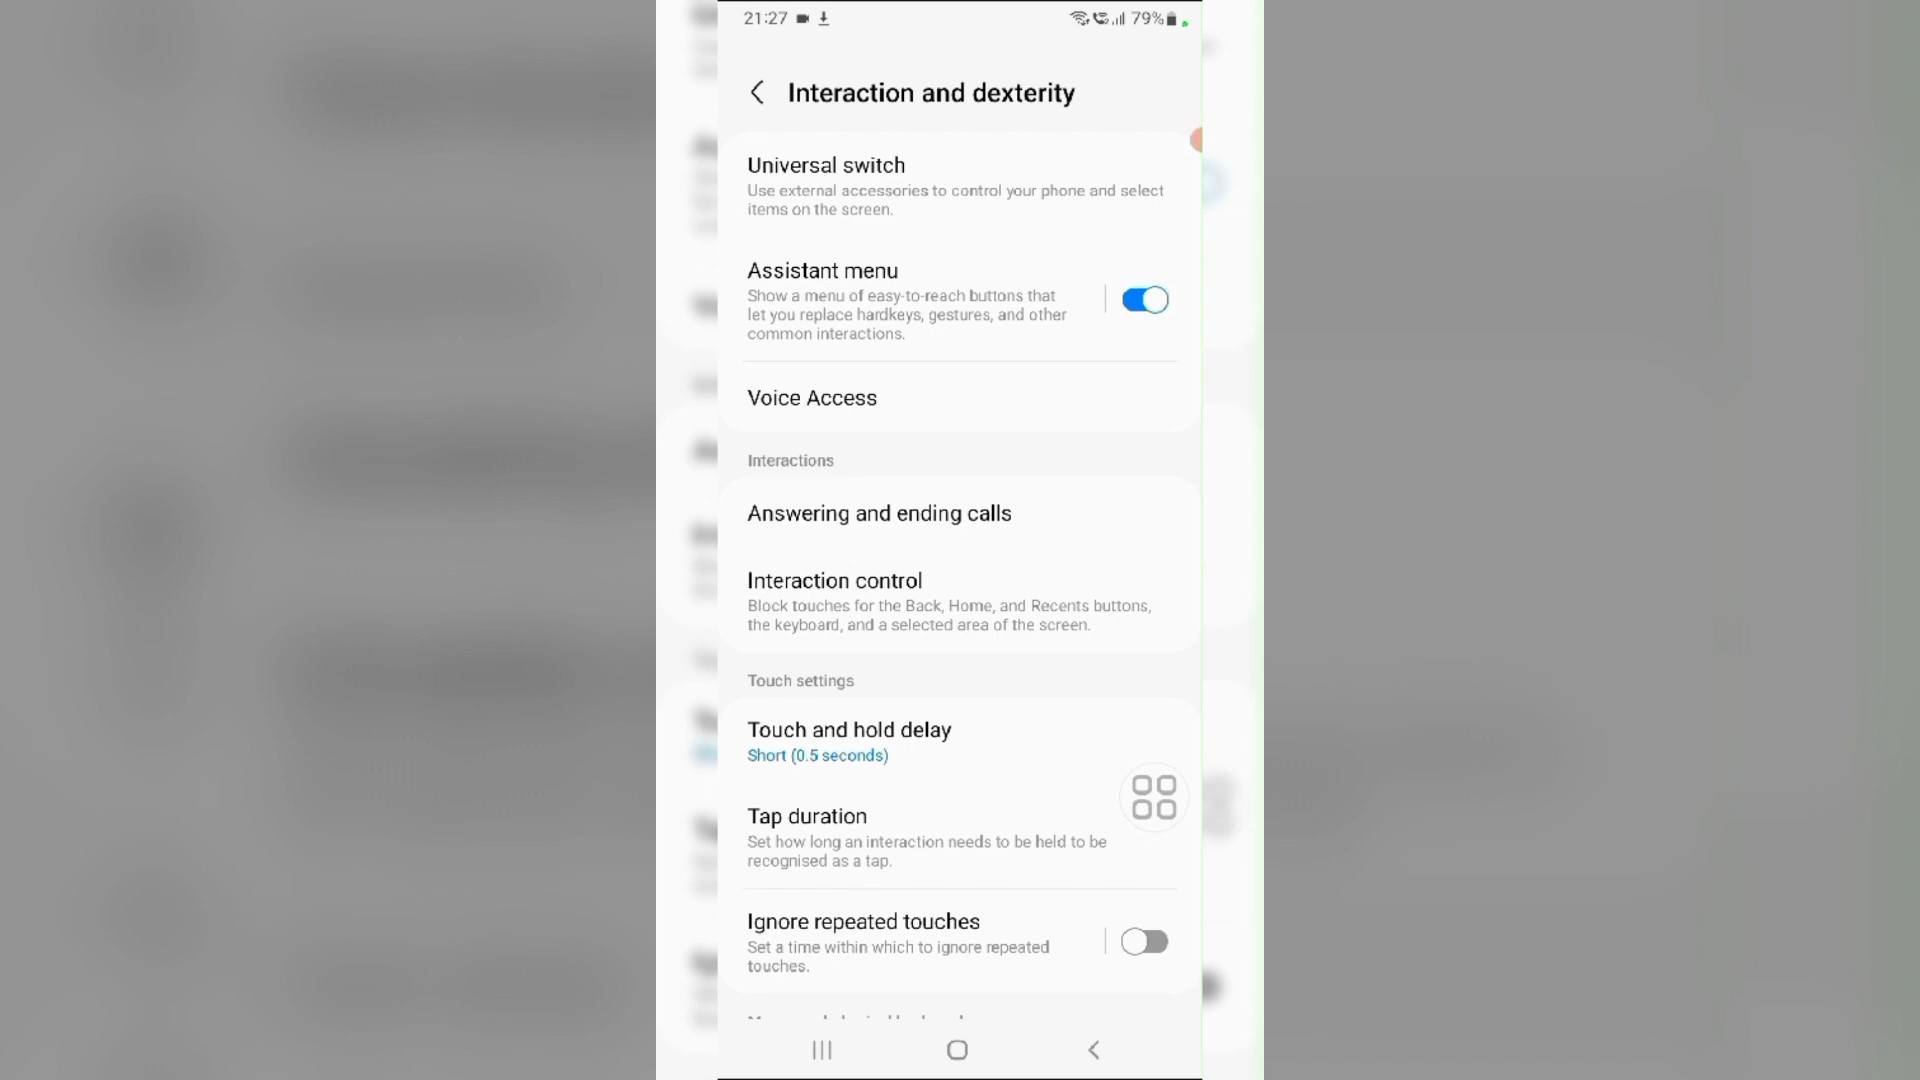 21:27
79%
Interaction and dexterity
Universal switch
Use external accessories to control your phone and select
items on the screen.
Assistant menu
Show a menu of easy-to-reach buttons that
let you replace hardkeys, gestures, and other
common interactions.
Voice Access
Interactions
Answering and ending calls
Interaction control
Block touches for the Back, Home, and Recents buttons,
the keyboard, and a selected area of the screen.
Touch settings
Touch and hold delay
Short (0.5 seconds)
Tap duration
Set how long an interaction needs to be held to be
recognised as a tap.
Ignore repeated touches
Set a time within which to ignore repeated
touches.